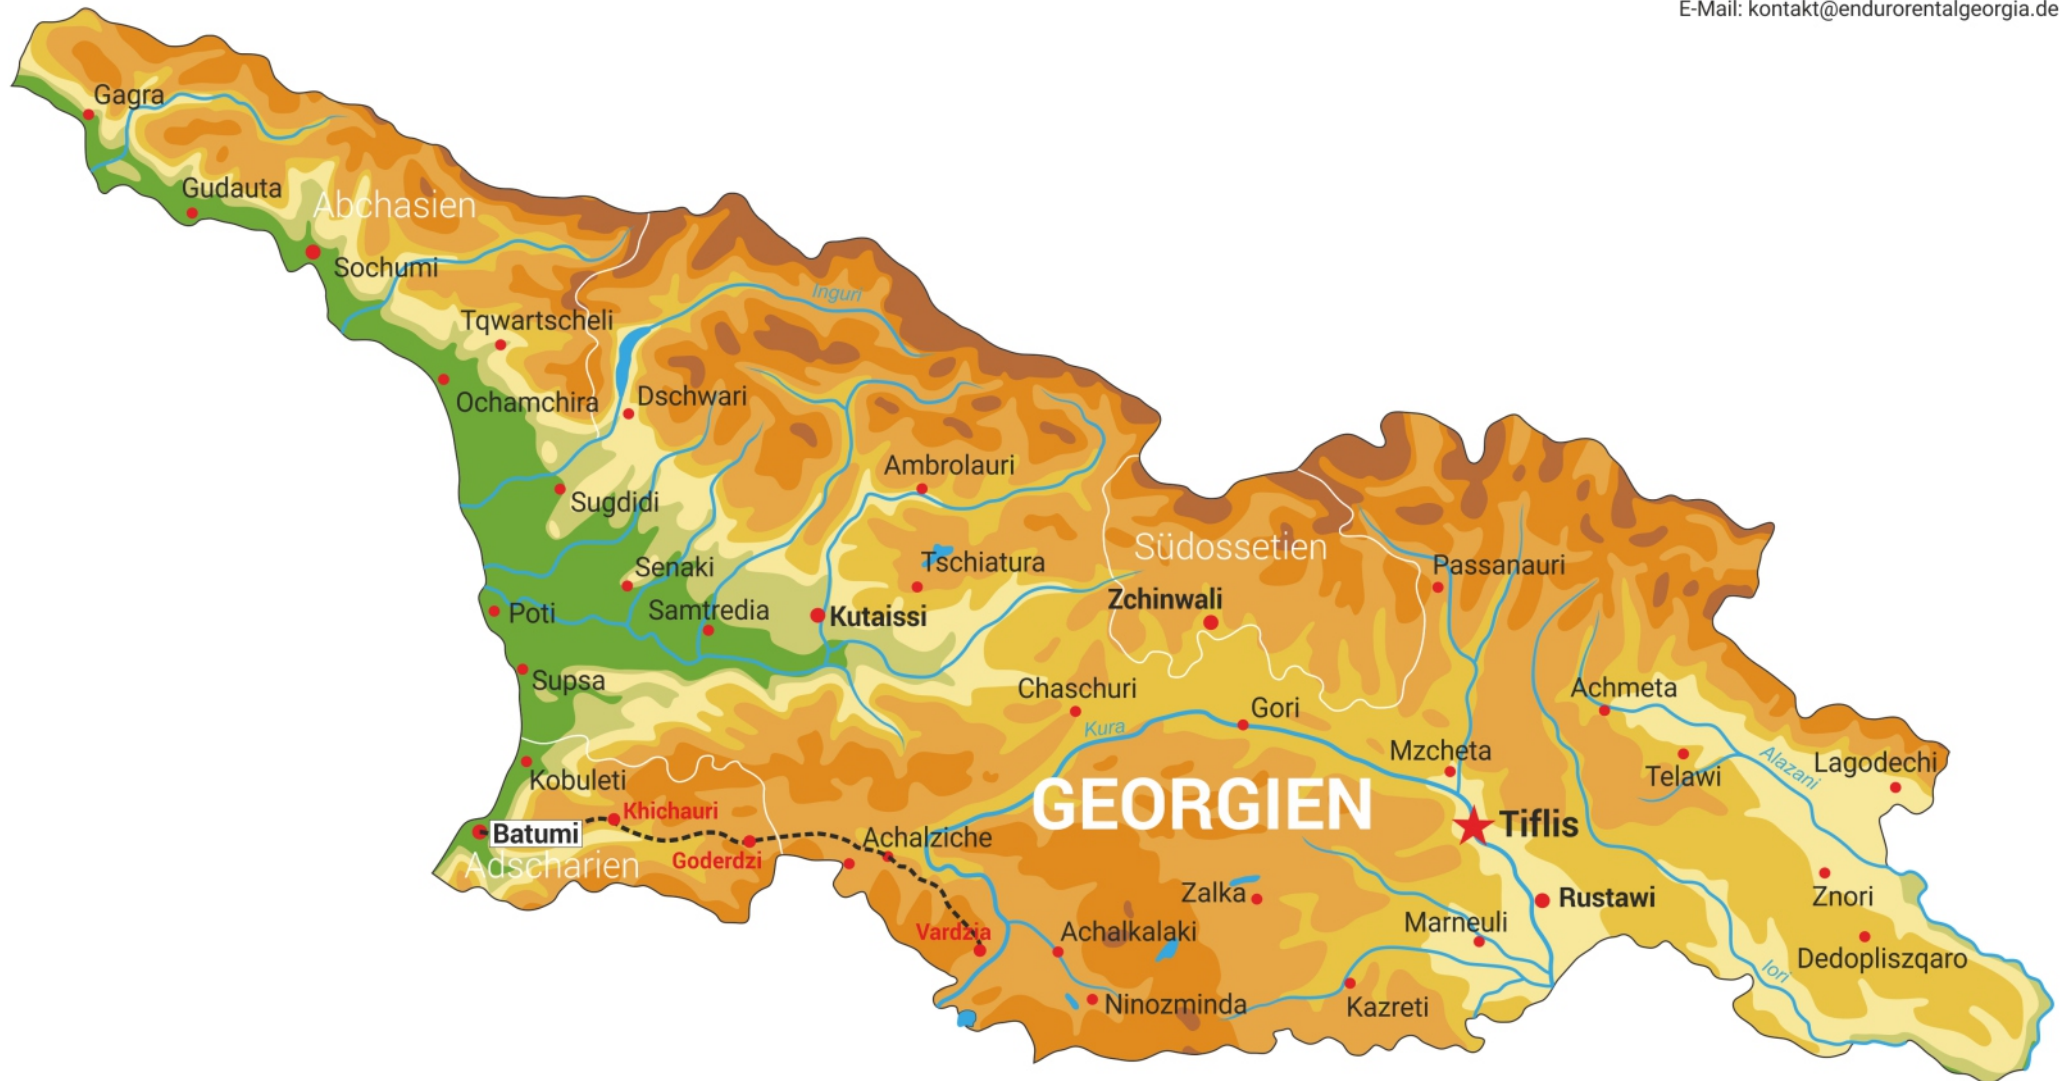 E-Mail: kontakt@endurorentalgeorgia.de
Gagra
Gudauta
Abchasien
Sochumi
Inguri
Tqwartscheli
Ochamchira
Dschwari
Ambrolauri
Sugdidi
Südossetien
Tschiatura
Passanauri
Senaki
Zchinwali
Samtredia
Poti
Kutaissi
Supsa
Chaschuri
Achmeta
Gori
Kura
Mzcheta
Alazani
Lagodechi
Telawi
Kobuleti
GEORGIEN
Khichauri
Tiflis
Batumi
Achalziche
Goderdzi
Adscharien
Zalka
Znori
Rustawi
Marneuli
Vardzia
Achalkalaki
Dedopliszqaro
Iori
Ninozminda
Kazreti